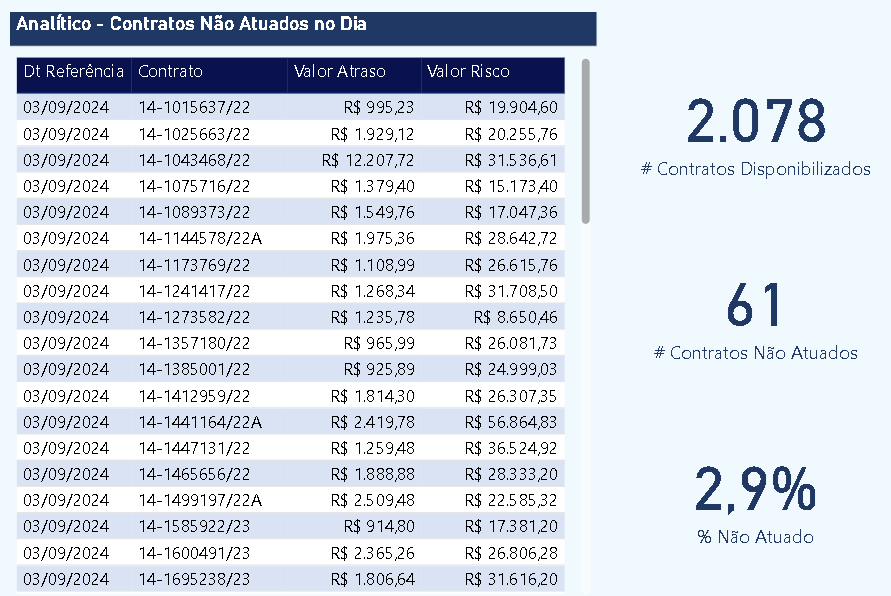 Analítico - Contratos Não Atuados no Dia
Dt Referência Contrato Valor Atraso Valor Risco
03/09/2024 14-1015637/22 R$ 995,23 R$ 19.904,60
03/09/2024 14-1025663/22 R$ 1.929,12 R$ 20.255,76
03/09/2024 14-1043468/22 R$ 12.207,72 R$ 31.536,61
03/09/2024 14-1075716/22 R$ 1.379,40 R$ 15.173,40
03/09/2024 14-1089373/22 R$ 1.549,76 R$ 17.047,36
03/09/2024 14-1144578/22A R$ 1.975,36 R$ 28.642,72
03/09/2024 14-1173769/22 R$ 1.108,99 R$ 26.615,76
03/09/2024 14-1241417/22 R$ 1.268,34 R$ 31.708,50
03/09/2024 14-1273582/22 R$ 1.235,78 R$ 8.650,46
03/09/2024 14-1357180/22 R$ 965,99 R$ 26.081,73
03/09/2024 14-1385001/22 R$ 925,89 R$ 24.999,03
03/09/2024 14-1412959/22 R$ 1.814,30 R$ 26.307,35
03/09/2024 14-1441164/22A R$ 2.419,78 R$ 56.864,83
03/09/2024 14-1447131/22 R$ 1.259,48 R$ 36.524,92
03/09/2024 14-1465656/22 R$ 1.888,88 R$ 28.333,20
03/09/2024 14-1499197/22A R$ 2.509,48 R$ 22.585,32
03/09/2024 14-1585922/23 R$ 914,80 R$ 17.381,20
03/09/2024 14-1600491/23 R$ 2.365,26 R$ 26.806,28
03/09/2024 14-1695238/23 R$ 1.806,64 R$ 31.616,20
2.078
# Contratos Disponibilizados
61
# Contratos Não Atuados
2,9%
% Não Atuado